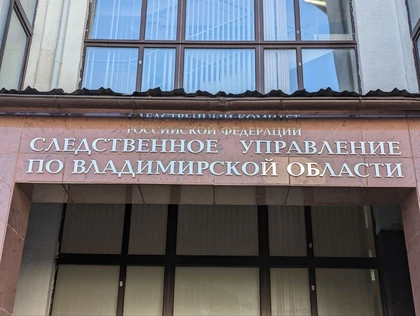 СЛЕДСТВЕННЫЙ КОМИТЕТ
РОССИЙСКОЙ ФЕДЕРАЦИИ
СЛЕДСТВЕННОЕ УПРАВЛЕНИЕ
ПО ВЛАДИМИРСКОЙ ОБЛАСТИ